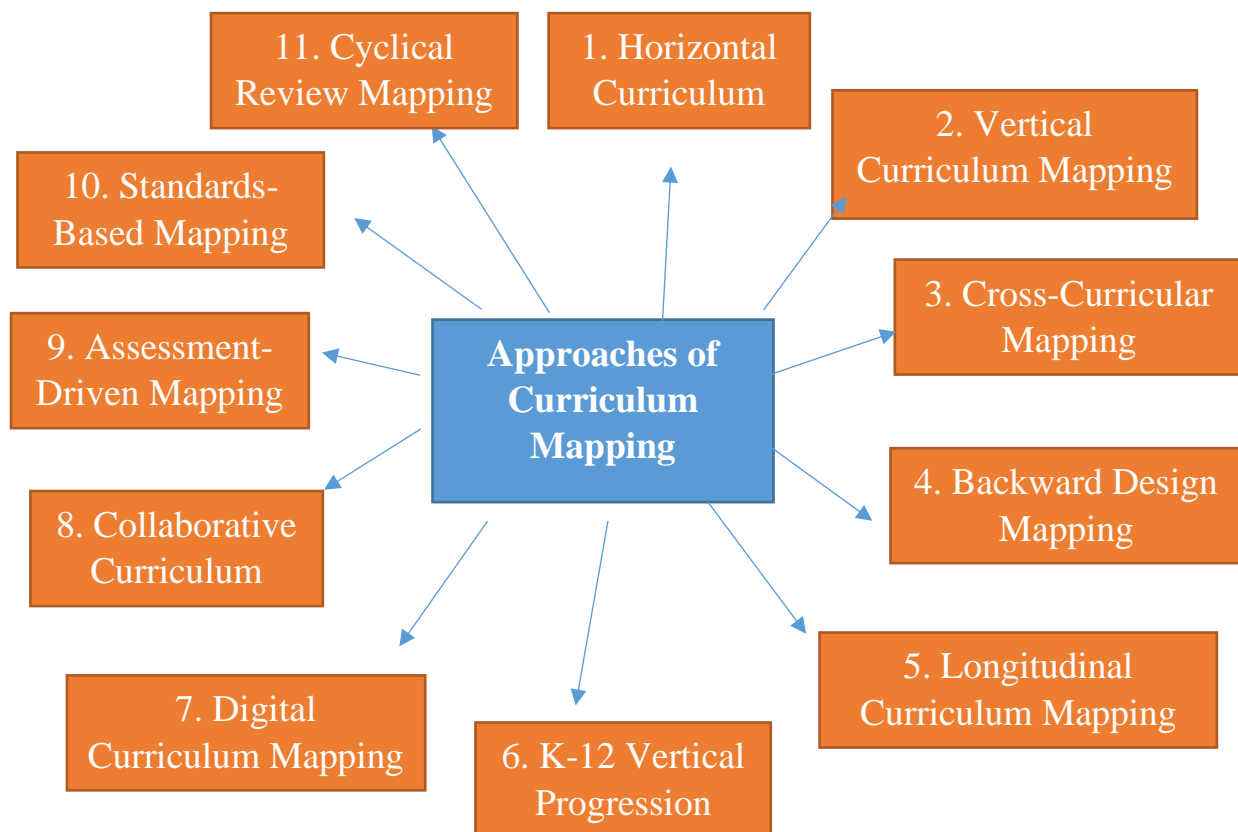 11. Cyclical
Review Mapping
1. Horizontal
Curriculum
2. Vertical
Curriculum Mapping
10. Standards-
Based Mapping
3. Cross-Curricular
Mapping
9. Assessment-
Driven Mapping
Approaches of
Curriculum
Mapping
4. Backward Design
Mapping
8. Collaborative
Curriculum
5. Longitudinal
Curriculum Mapping
7. Digital
Curriculum Mapping
6. K-12 Vertical
Progression